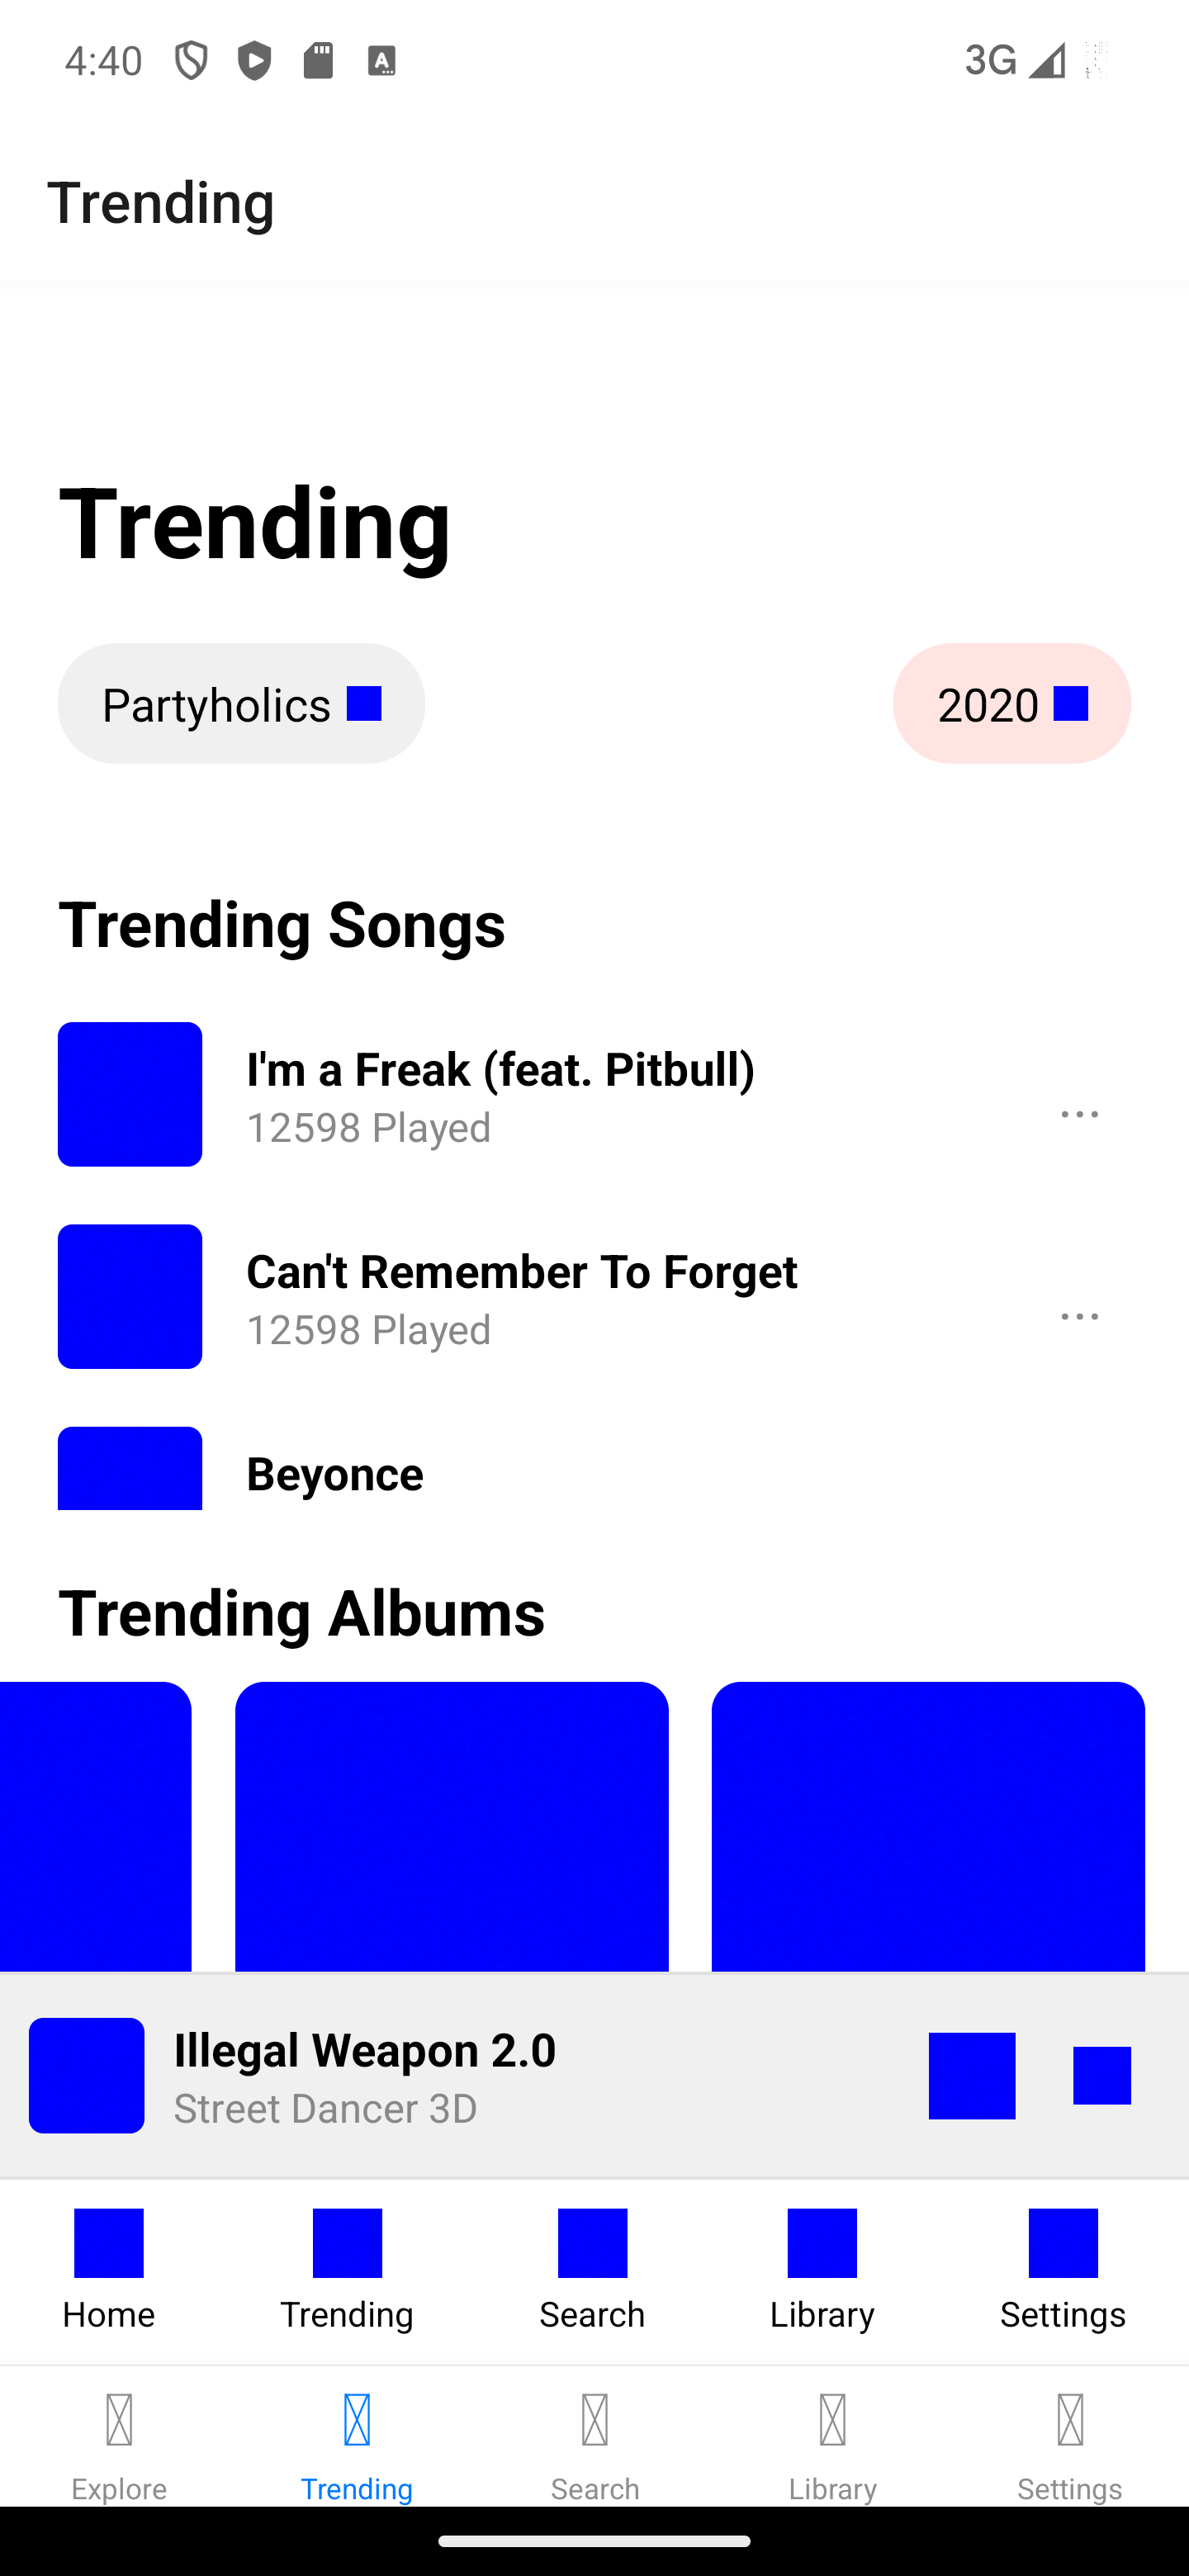 4:40
3G
Trending
Trending
Partyholics
2020
Trending Songs
I'm a Freak (feat. Pitbull)
12598 Played
...
Can't Remember To Forget
12598 Played
...
Beyonce
Trending Albums
Illegal Weapon 2.0
Street Dancer 3D
Home
Trending
Search
Library
Settings
Explore
Trending
Search
Library
Settings